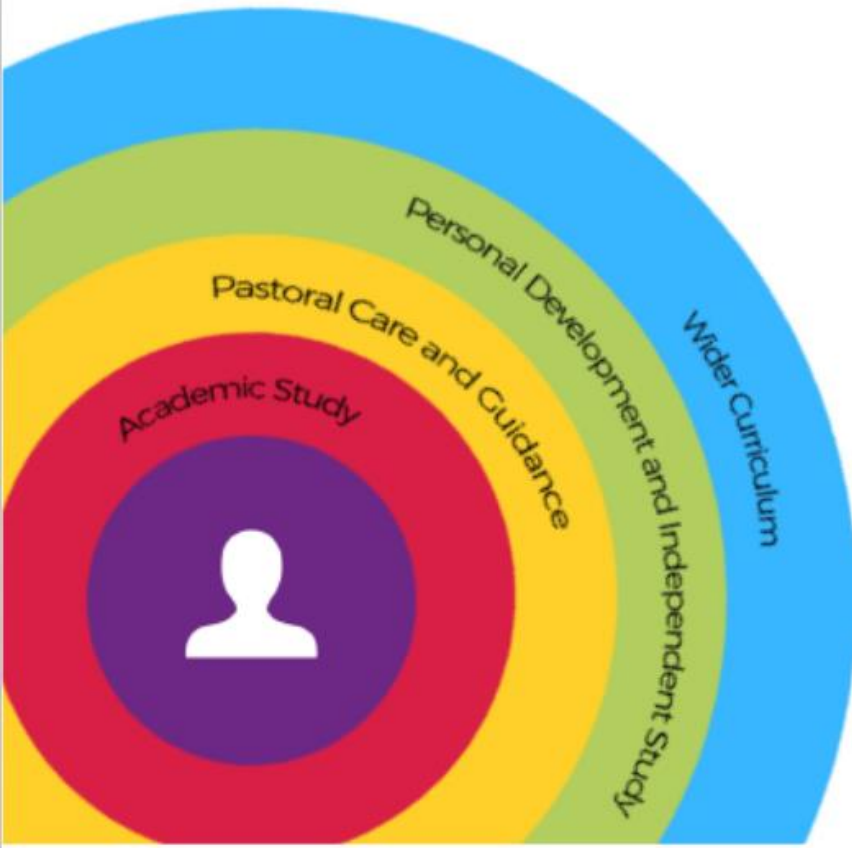 Personal Development and Independent Study
Wider Curriculum
Pastoral Care and Guidance
Academic Study